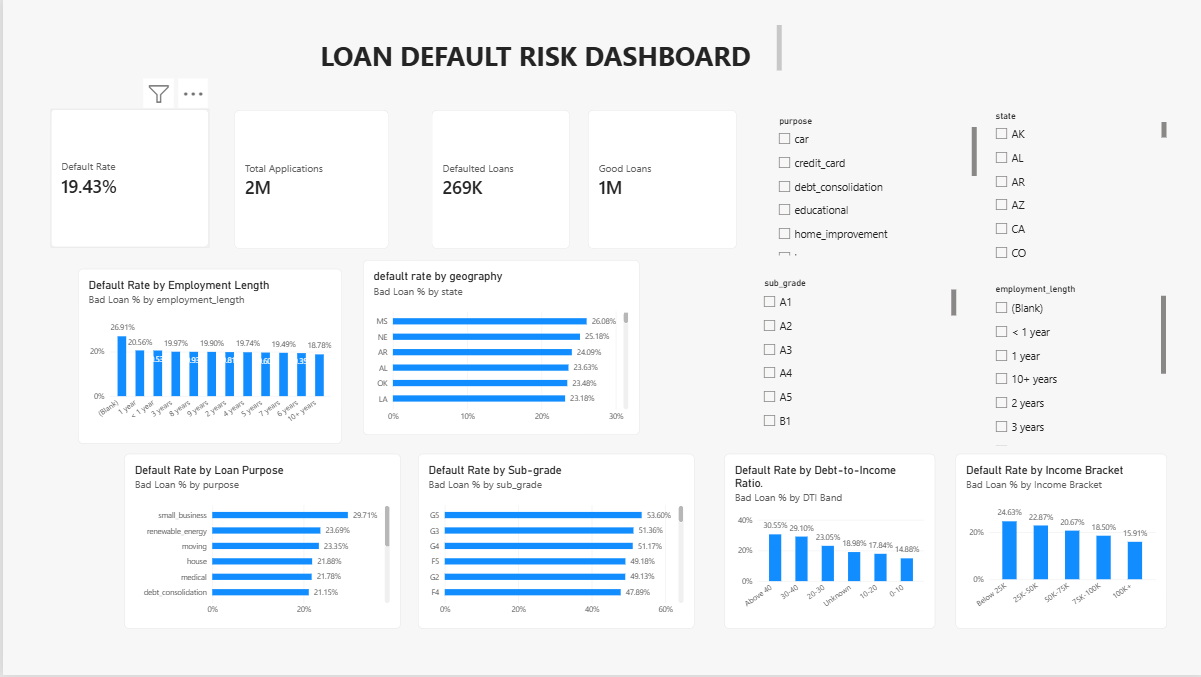 LOAN DEFAULT RISK DASHBOARD
Default Rate
19.43%
Total Applications
2M
Defaulted Loans
269K
Good Loans
1M
purpose
car
credit_card
debt_consolidation
educational
home_improvement
state
AK
AL
AR
AZ
CA
CO
Default Rate by Employment Length
Bad Loan % by employment_length
26.91%
20.56%
19.97%
19.90%
19.74%
19.49%
18.78%
20%
0%
(Blank)
1 year
< 1 year
3 years
8 years
9 years
2 years
4 years
5 years
7 years
6 years
10+ years
default rate by geography
Bad Loan % by state
MS 26.08%
NE 25.18%
AR 24.09%
AL 23.63%
OK 23.48%
LA 23.18%
0% 10% 20% 30%
sub_grade
A1
A2
A3
A4
A5
B1
employment_length
(Blank)
< 1 year
1 year
10+ years
2 years
3 years
Default Rate by Loan Purpose
Bad Loan % by purpose
small_business 29.71%
renewable_energy 23.69%
moving 23.35%
house 21.88%
medical 21.78%
debt_consolidation 21.15%
0% 20%
Default Rate by Sub-grade
Bad Loan % by sub_grade
G5 53.60%
G3 51.36%
G4 51.17%
F5 49.18%
G2 49.13%
F4 47.89%
0% 20% 40% 60%
Default Rate by Debt-to-Income
Ratio.
Bad Loan % by DTI Band
40%
20%
0%
30.55%
29.10%
23.05%
18.98%
17.84%
14.88%
Above 40
30-40
20-30
Unknown
10-20
0-10
Default Rate by Income Bracket
Bad Loan % by Income Bracket
20%
0%
24.63%
22.87%
20.67%
18.50%
15.91%
Below 25K
25K-50K
50K-75K
75K-100K
100K+